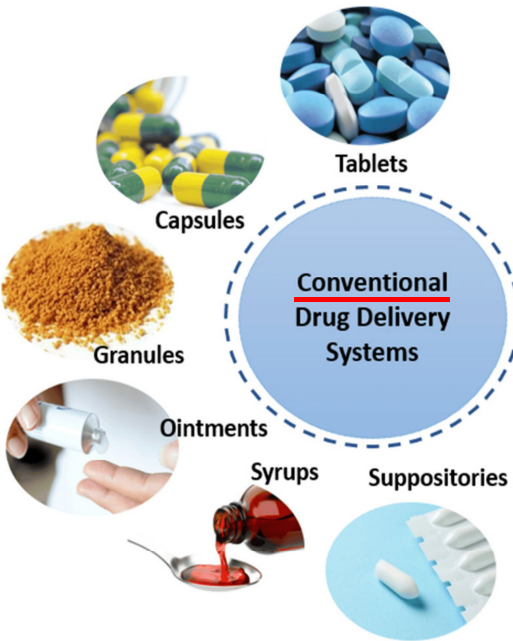 Tablets
Capsules
Conventional
Drug Delivery
Systems
Granules
Ointments
Syrups
Suppositories